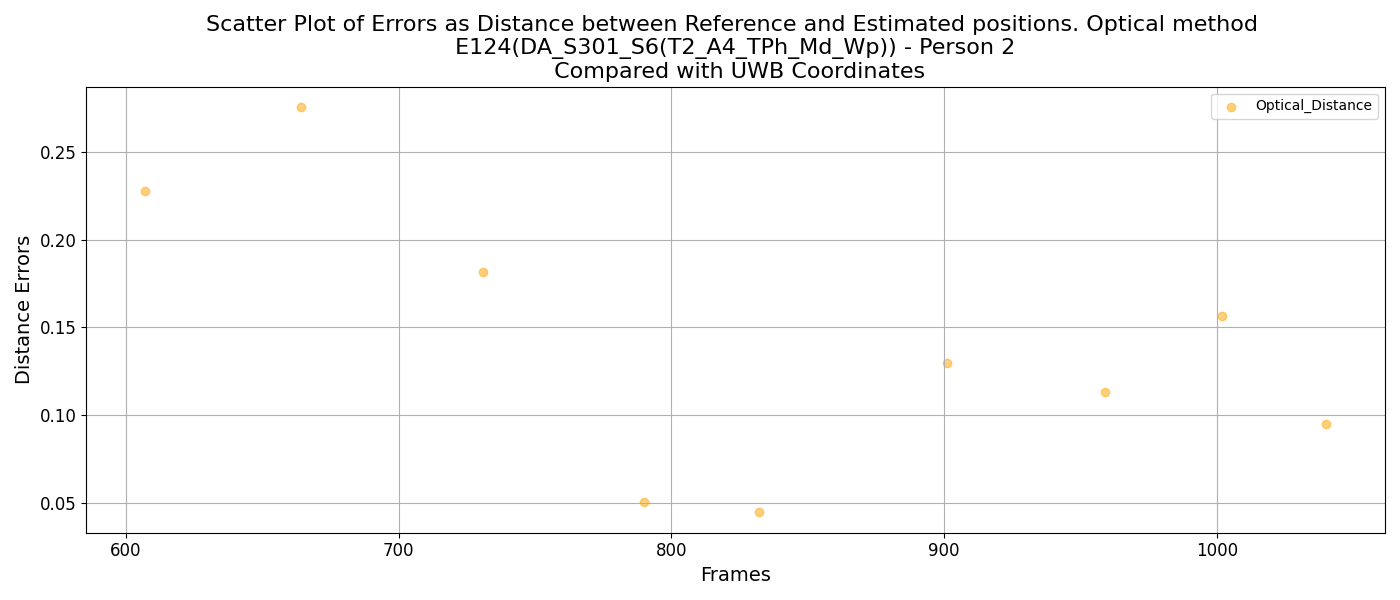 Scatter Plot of Errors as Distance between Reference and Estimated positions. Optical method
E124(DA_S301_S6(T2_A4_TPh_Md_Wp)) - Person 2
Compared with UWB Coordinates
Optical_Distance
Distance Errors
0.25
0.20
0.15
0.10
0.05
600 700 800 900 1000
Frames